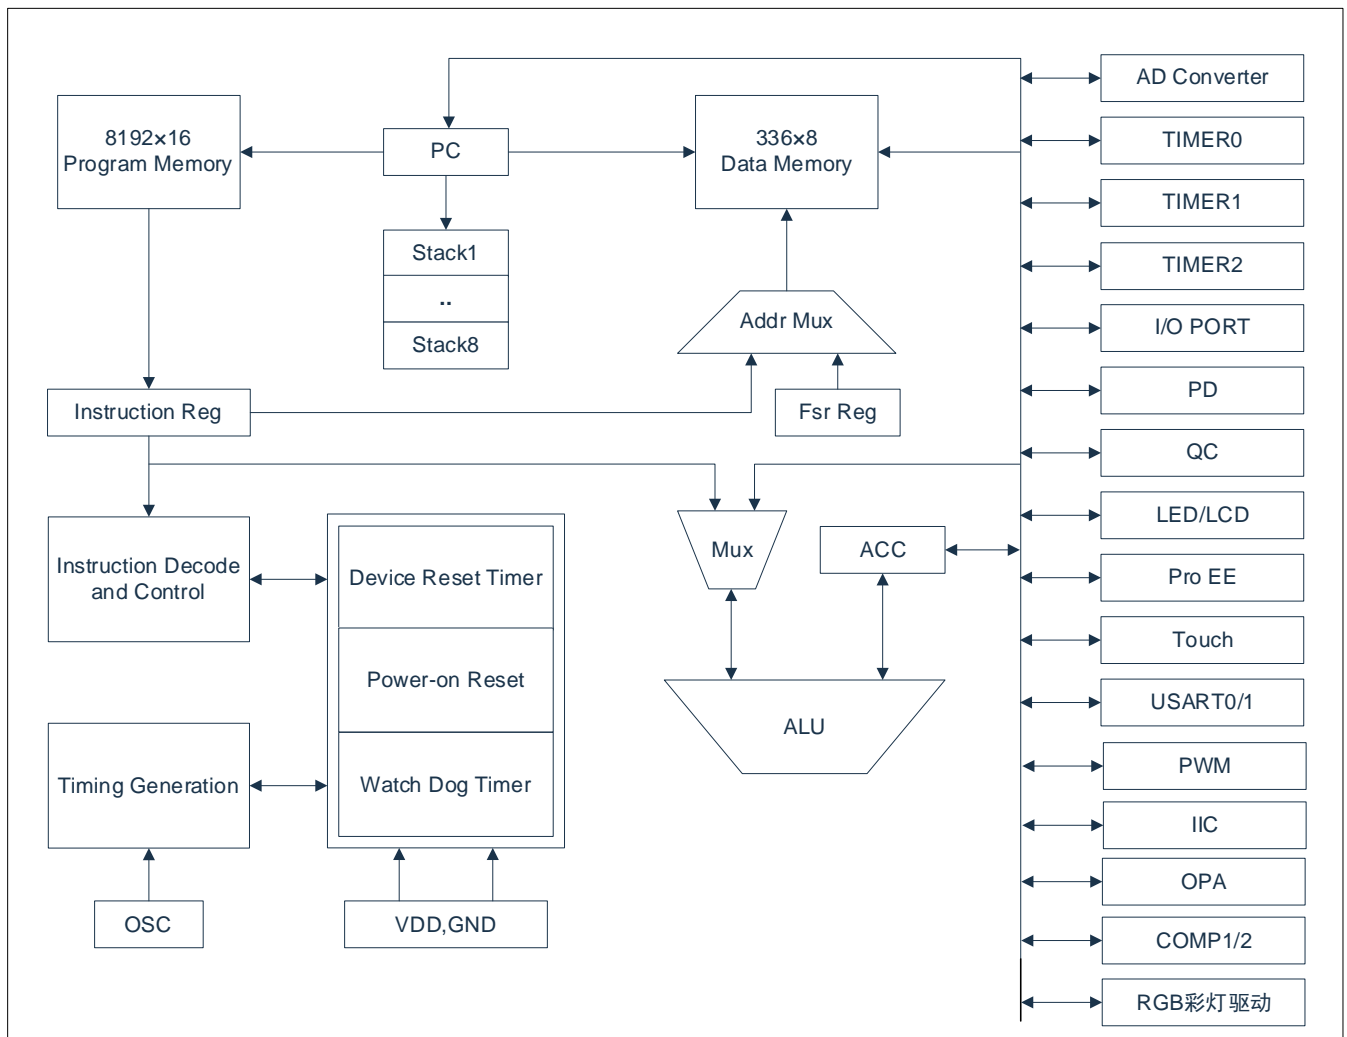 8192×16
Program Memory
PC
336×8
Data Memory
Stack1
..
Stack8
Addr Mux
Instruction Reg
Fsr Reg
Instruction Decode
and Control
Device Reset Timer
Power-on Reset
Watch Dog Timer
Mux
ACC
ALU
Timing Generation
OSC
VDD,GND
AD Converter
TIMER0
TIMER1
TIMER2
I/O PORT
PD
QC
LED/LCD
Pro EE
Touch
USART0/1
PWM
IIC
OPA
COMP1/2
RGB彩灯驱动